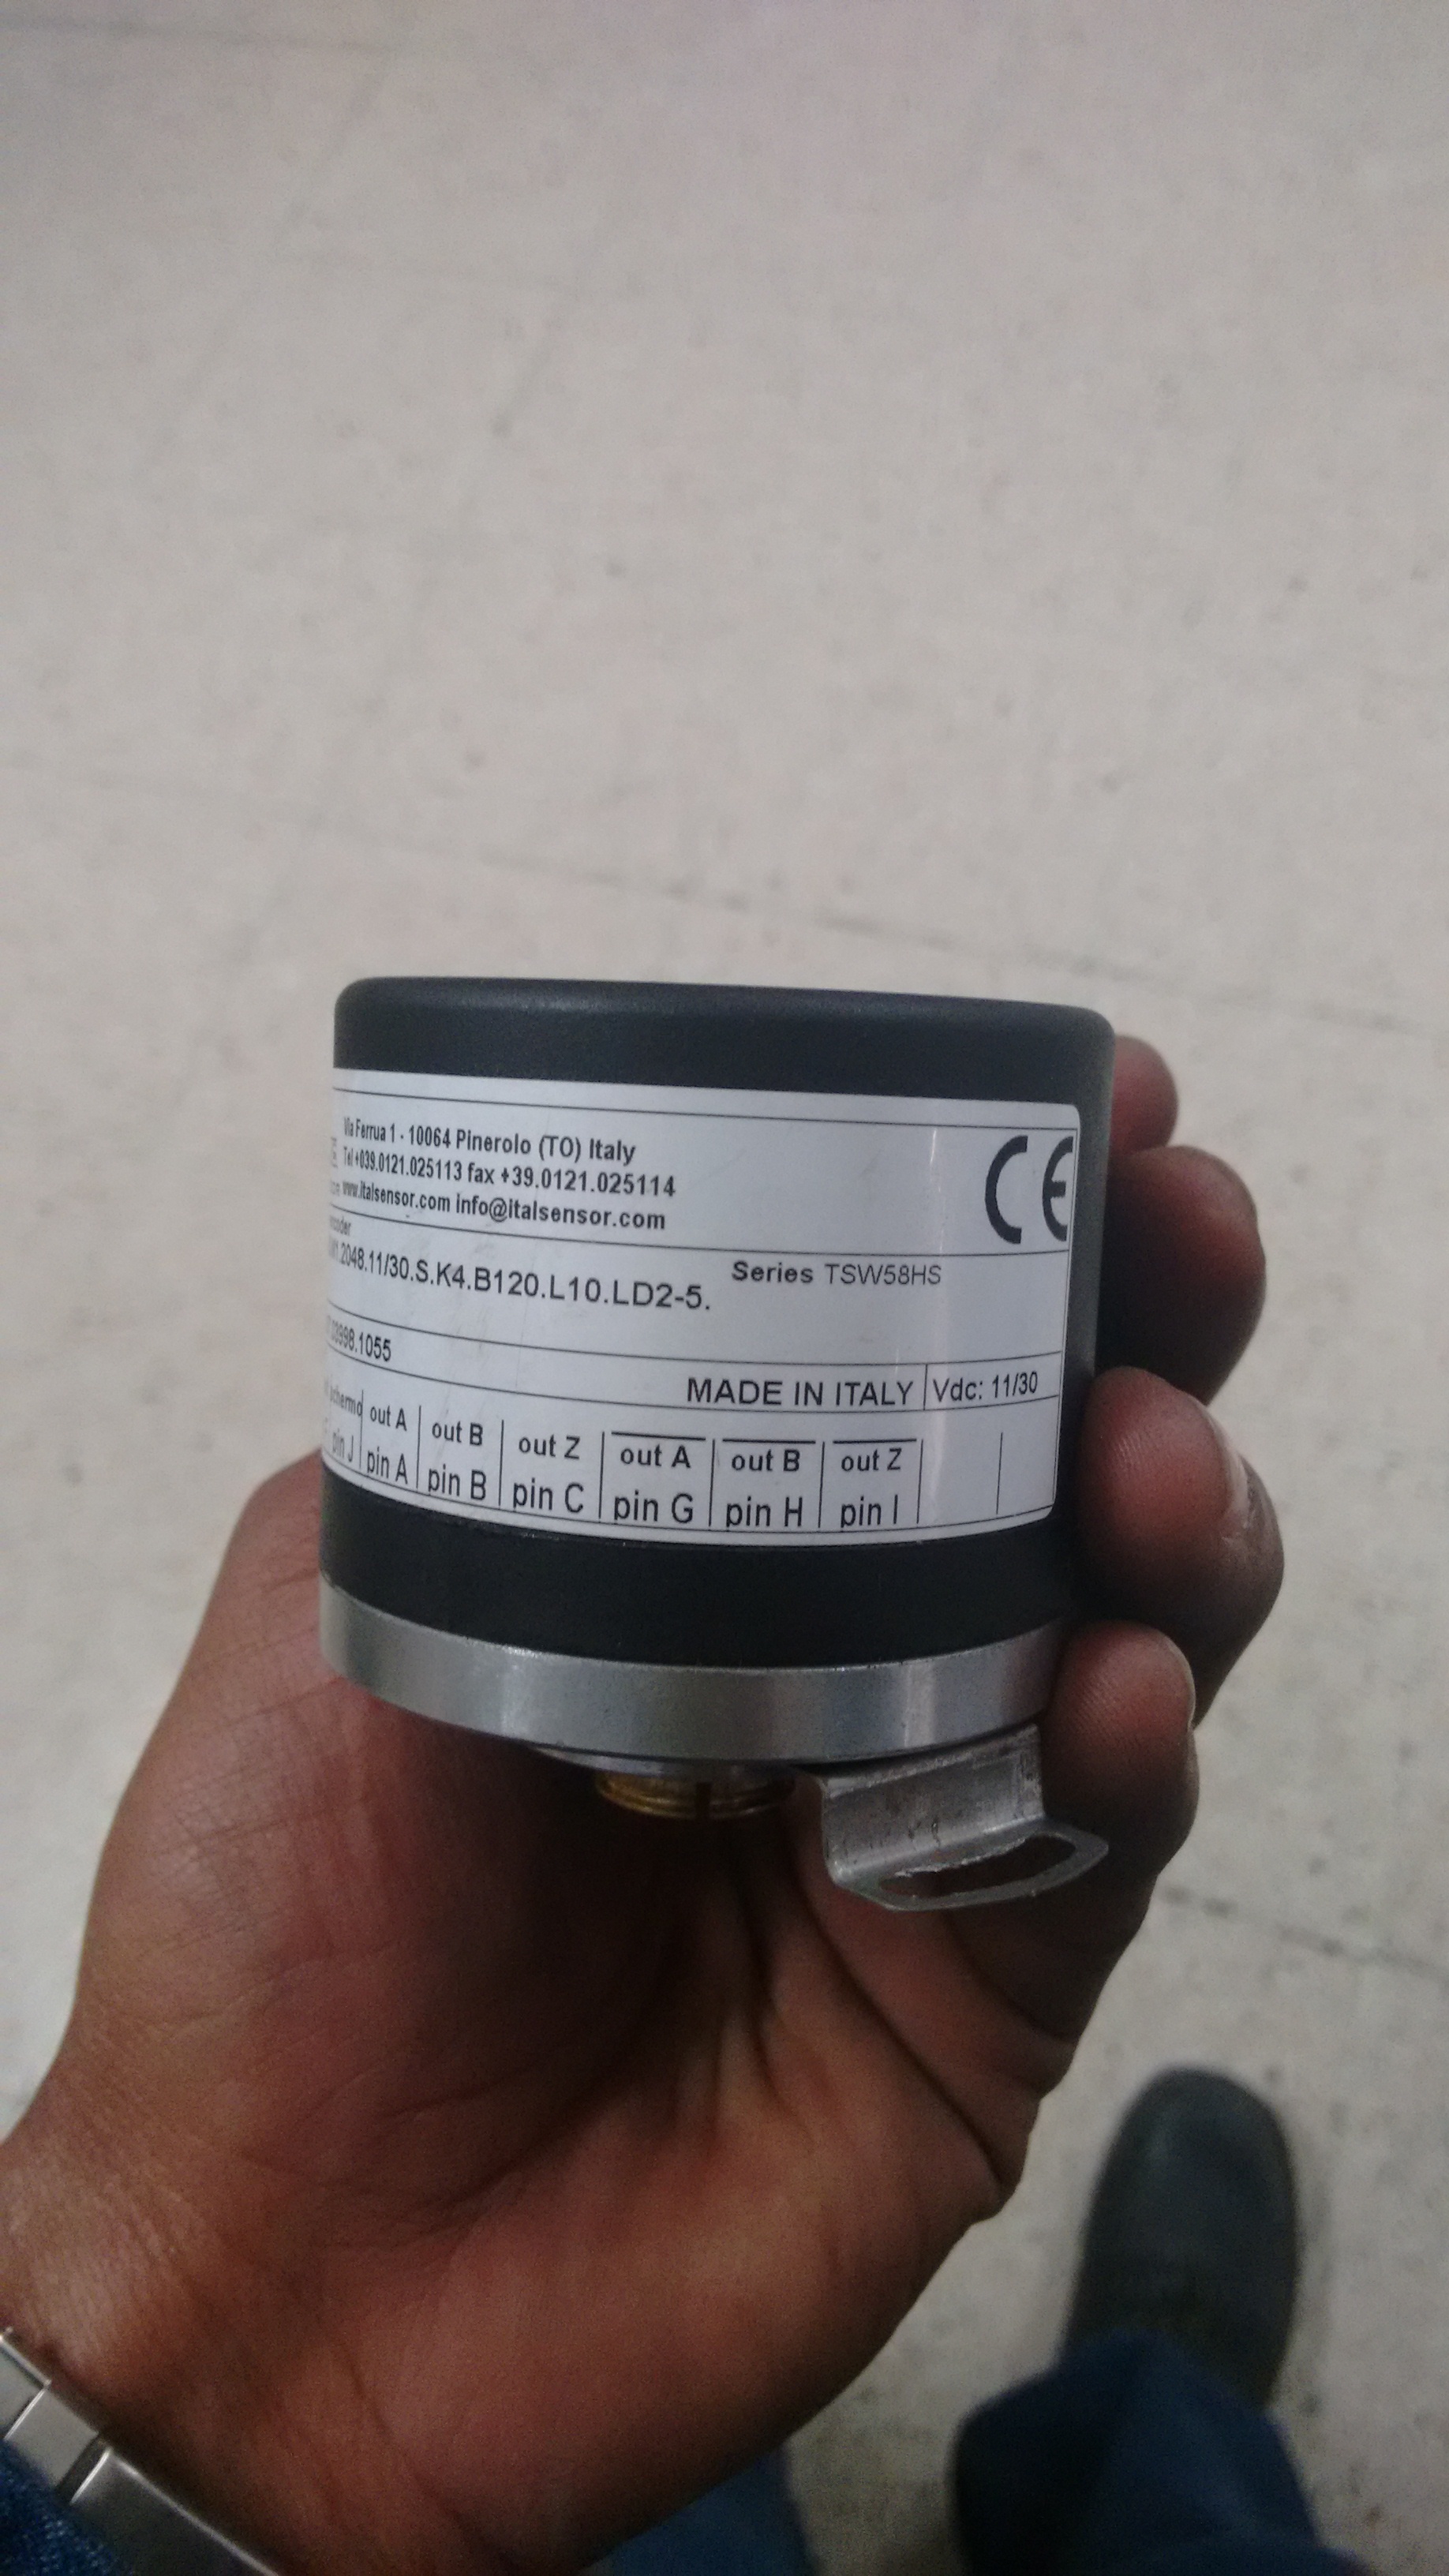 Via Ferrua 1 - 10064 Pinerolo (TO) Italy
Tel +039.0121.025113 fax +39.0121.025114
www.italsensor.com info@italsensor.com
CE
Series TSW58HS
.2048.11/30.S.K4.B120.L10.LD2-5.
MADE IN ITALY Vdc: 11/30
out A out B out Z out A out B out Z
pin J pin A pin B pin C pin G pin H pin I